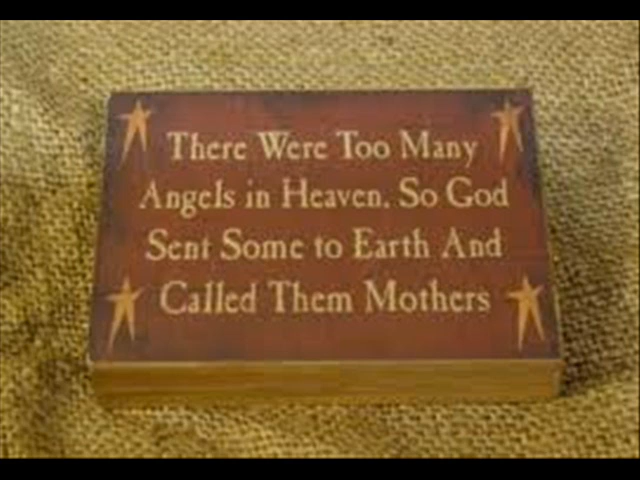 There Were Too Many
Angels in Heaven. So God
Sent Some to Earth And
Called Them Mothers